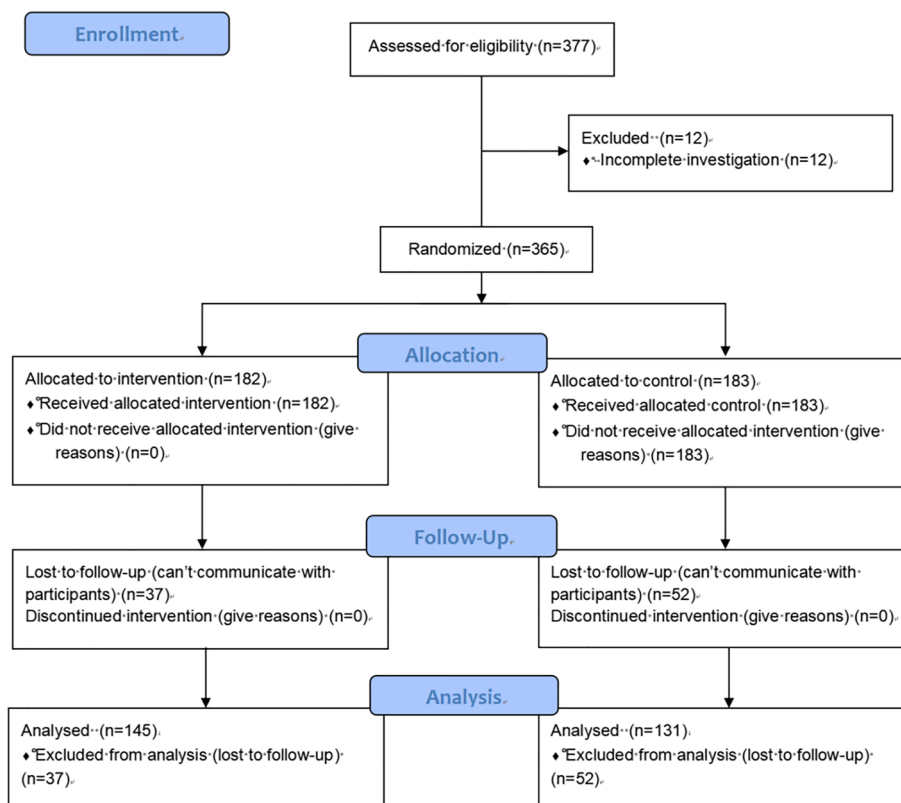 Enrollment
Assessed for eligibility (n=377)
Excluded (n=12)
♦ Incomplete investigation (n=12)
Randomized (n=365)
Allocation
Allocated to intervention (n=182)
♦ Received allocated intervention (n=182)
♦ Did not receive allocated intervention (give
reasons) (n=0)
Allocated to control (n=183)
♦ Received allocated control (n=183)
♦ Did not receive allocated intervention (give
reasons) (n=183)
Follow-Up
Lost to follow-up (can't communicate with
participants) (n=37)
Discontinued intervention (give reasons) (n=0)
Lost to follow-up (can't communicate with
participants) (n=52)
Discontinued intervention (give reasons) (n=0)
Analysis
Analysed (n=145)
♦ Excluded from analysis (lost to follow-up)
(n=37)
Analysed (n=131)
♦ Excluded from analysis (lost to follow-up)
(n=52)